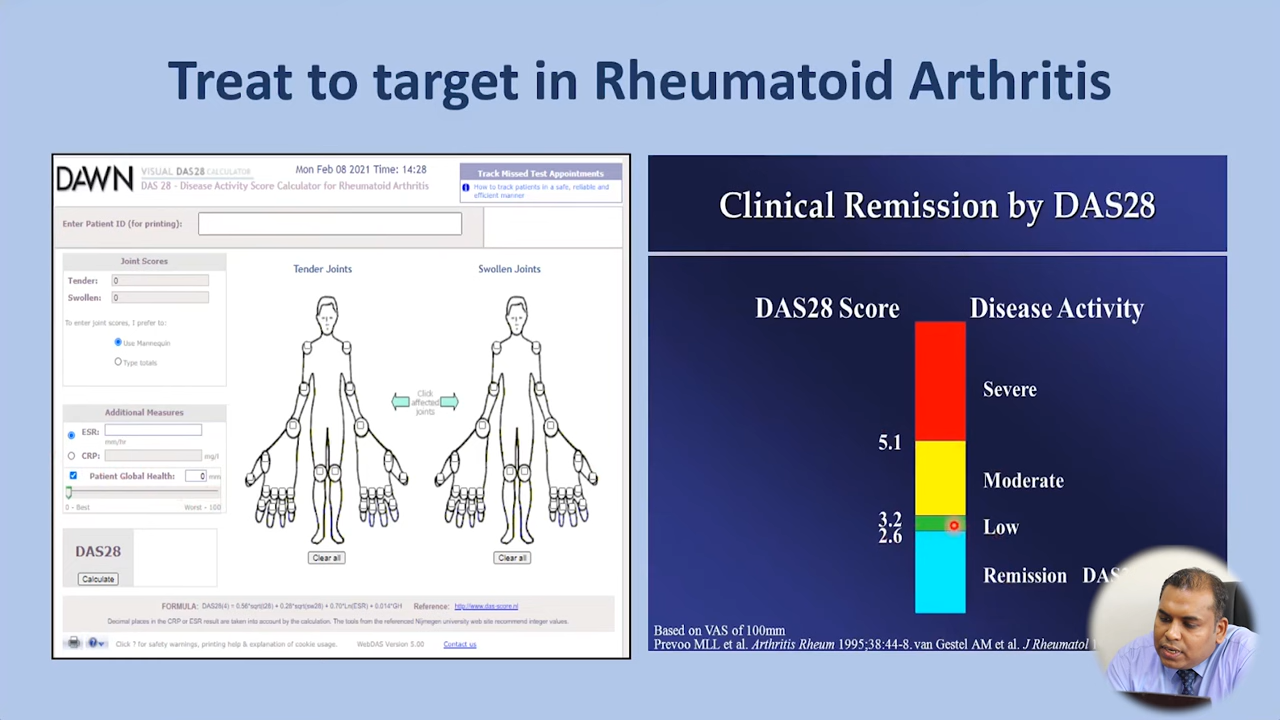 Treat to target in Rheumatoid Arthritis
DAWN
VISUAL DAS28 CALCULATOR
Mon Feb 08 2021 Time: 14:28
DAS 28 - Disease Activity Score Calculator for Rheumatoid Arthritis
Track Missed Test Appointments
How to track patients in a safe, reliable and
efficient manner
Enter Patient ID (for printing):
Joint Scores
Tender: 0
Swollen: 0
To enter joint scores, I prefer to:
Use Mannequin
Type totals
Additional Measures
ESR:
mm/hr
CRP: mg/l
Patient Global Health: 0 mm
0 - Best Worst - 100
DAS28
Calculate
Tender Joints
Swollen Joints
Click
affected
joints
Clear all
Clear all
FORMULA: DAS28(4) = 0.56*sqrt(t28) + 0.28*sqrt(sw28) + 0.70*Ln(ESR) + 0.014*GH Reference: http://www.das-score.nl
Decimal places in the CRP or ESR result are taken into account by the calculation. The tools from the referenced Nijmegen university web site recommend integer values.
Click ? for safety warnings, printing help & explanation of cookie usage. WebDAS Version 5.00 Contact us
Clinical Remission by DAS28
DAS28 Score Disease Activity
Severe
5.1
Moderate
3.2
Low
2.6
Remission
Based on VAS of 100mm
Prevoo MLL et al. Arthritis Rheum 1995;38:44-8. van Gestel AM et al. J Rheumatol